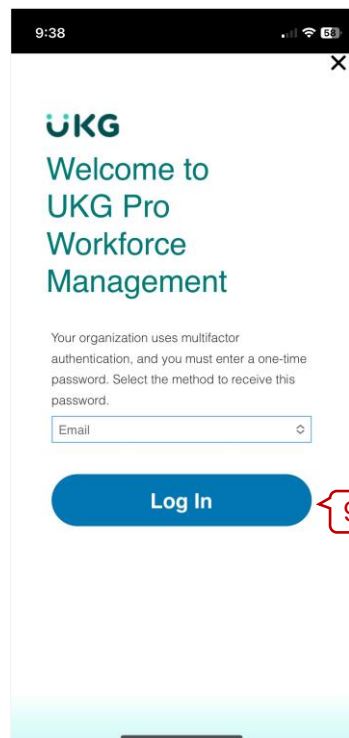 9:38
58
UKG
Welcome to
UKG Pro
Workforce
Management
Your organization uses multifactor
authentication, and you must enter a one-time
password. Select the method to receive this
password.
Email
Log In
9